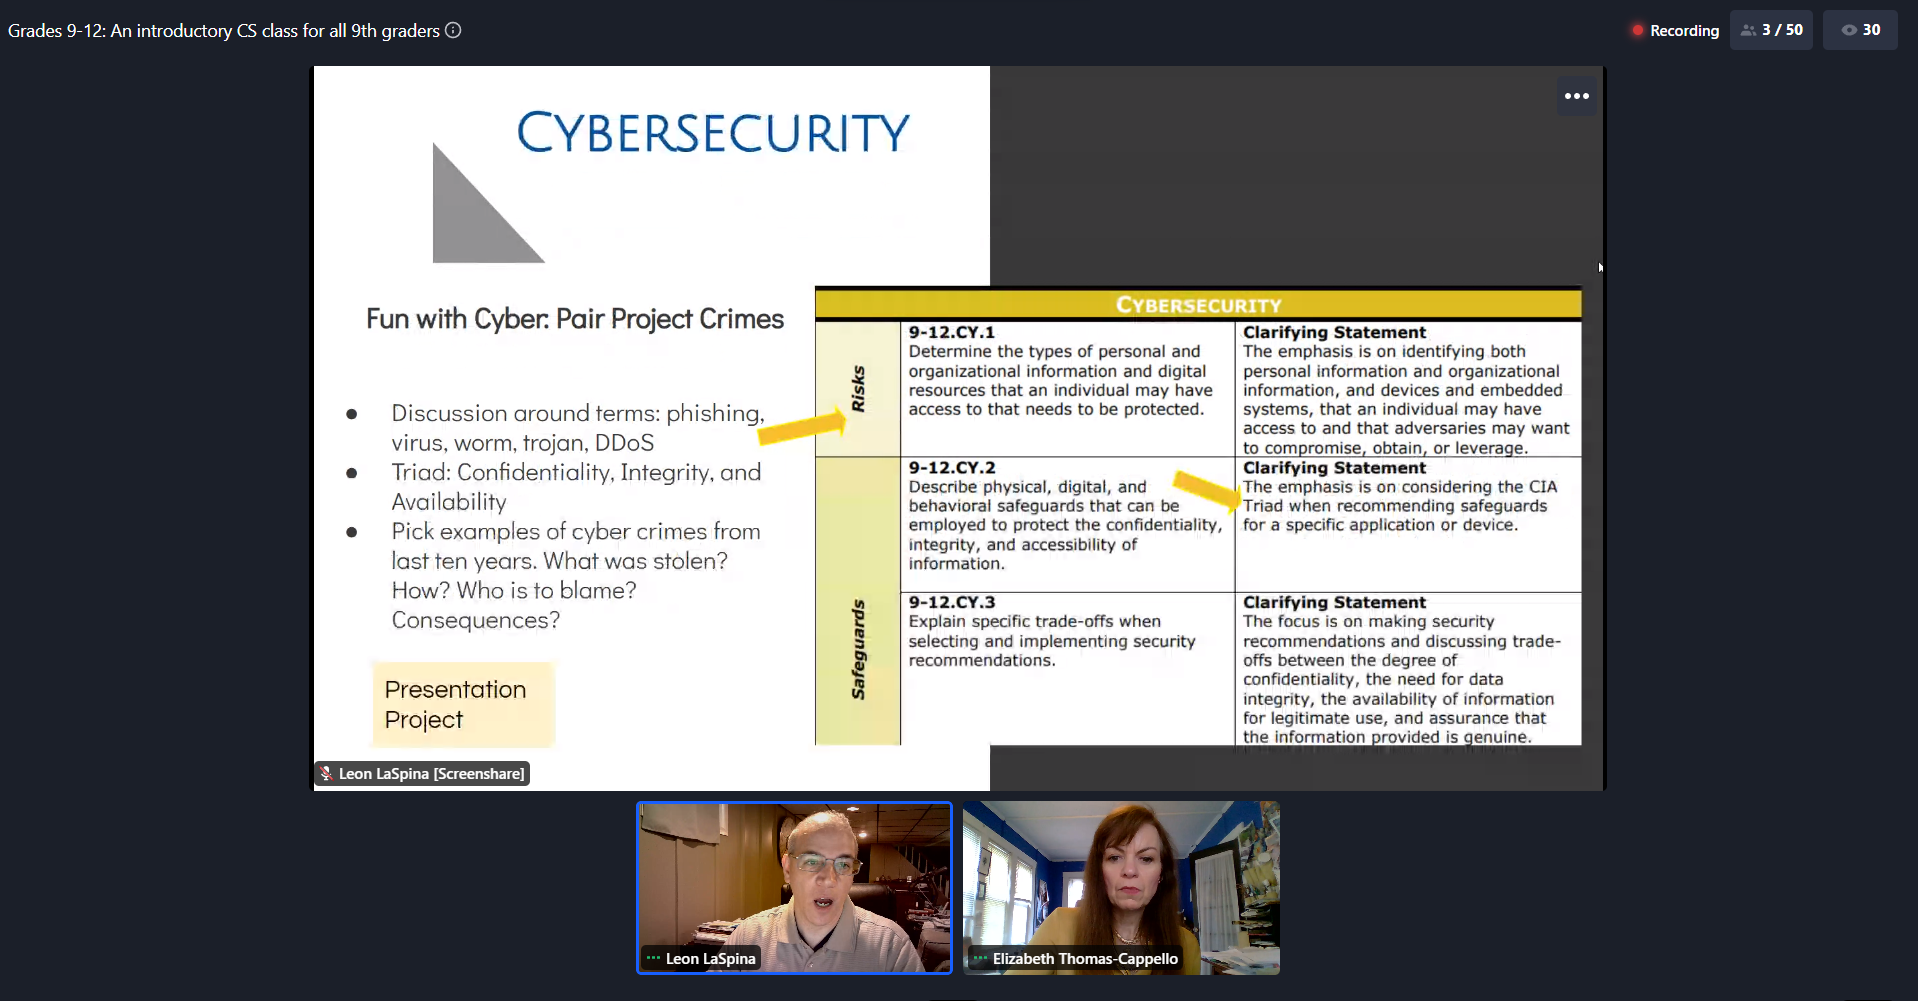 Grades 9-12: An introductory CS class for all 9th graders
Recording
3 / 50
30
CYBERSECURITY
Fun with Cyber: Pair Project Crimes
Discussion around terms: phishing,
virus, worm, trojan, DDoS
Triad: Confidentiality, Integrity, and
Availability
Pick examples of cyber crimes from
last ten years. What was stolen?
How? Who is to blame?
Consequences?
Presentation
Project
CYBERSECURITY
Risks
9-12.CY.1
Determine the types of personal and
organizational information and digital
resources that an individual may have
access to that needs to be protected.
Clarifying Statement
The emphasis is on identifying both
personal information and organizational
information, and devices and embedded
systems, that an individual may have
access to and that adversaries may want
to compromise, obtain, or leverage.
Safeguards
9-12.CY.2
Describe physical, digital, and
behavioral safeguards that can be
employed to protect the confidentiality,
integrity, and accessibility of
information.
Clarifying Statement
The emphasis is on considering the CIA
Triad when recommending safeguards
for a specific application or device.
9-12.CY.3
Explain specific trade-offs when
selecting and implementing security
recommendations.
Clarifying Statement
The focus is on making security
recommendations and discussing trade-
offs between the degree of
confidentiality, the need for data
integrity, the availability of information
for legitimate use, and assurance that
the information provided is genuine.
Leon LaSpina [Screenshare]
Leon LaSpina
Elizabeth Thomas-Cappello